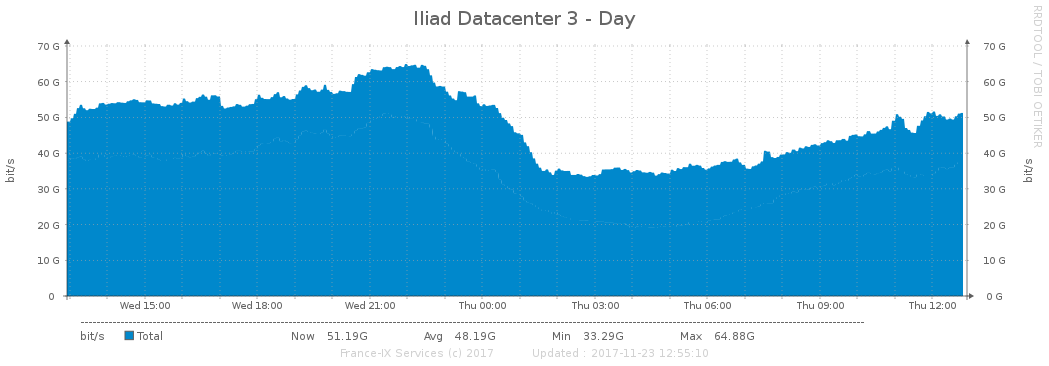 Iliad Datacenter 3 - Day
RRDTOOL / TOBI OETIKER
70 G 70 G
60 G 60 G
50 G 50 G
40 G 40 G
30 G 30 G
20 G 20 G
10 G 10 G
0 0 G
bit/s bit/s
Wed 15:00 Wed 18:00 Wed 21:00 Thu 00:00 Thu 03:00 Thu 06:00 Thu 09:00 Thu 12:00
bit/s Total Now 51.19G Avg 48.19G Min 33.29G Max 64.88G
France-IX Services (c) 2017 Updated : 2017-11-23 12:55:10